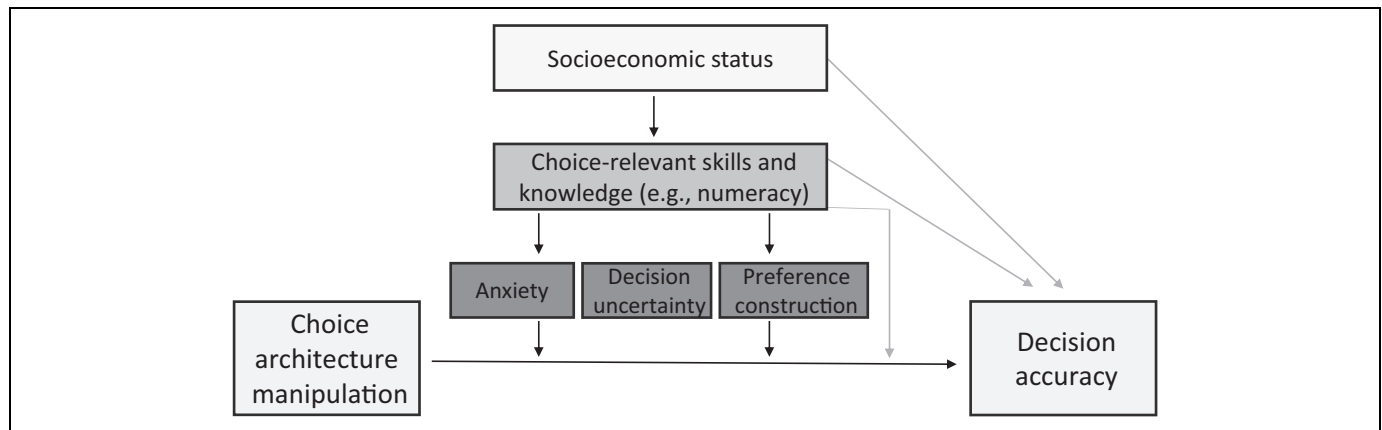 Socioeconomic status
Choice-relevant skills and
knowledge (e.g., numeracy)
Anxiety
Decision
uncertainty
Preference
construction
Choice
architecture
manipulation
Decision
accuracy